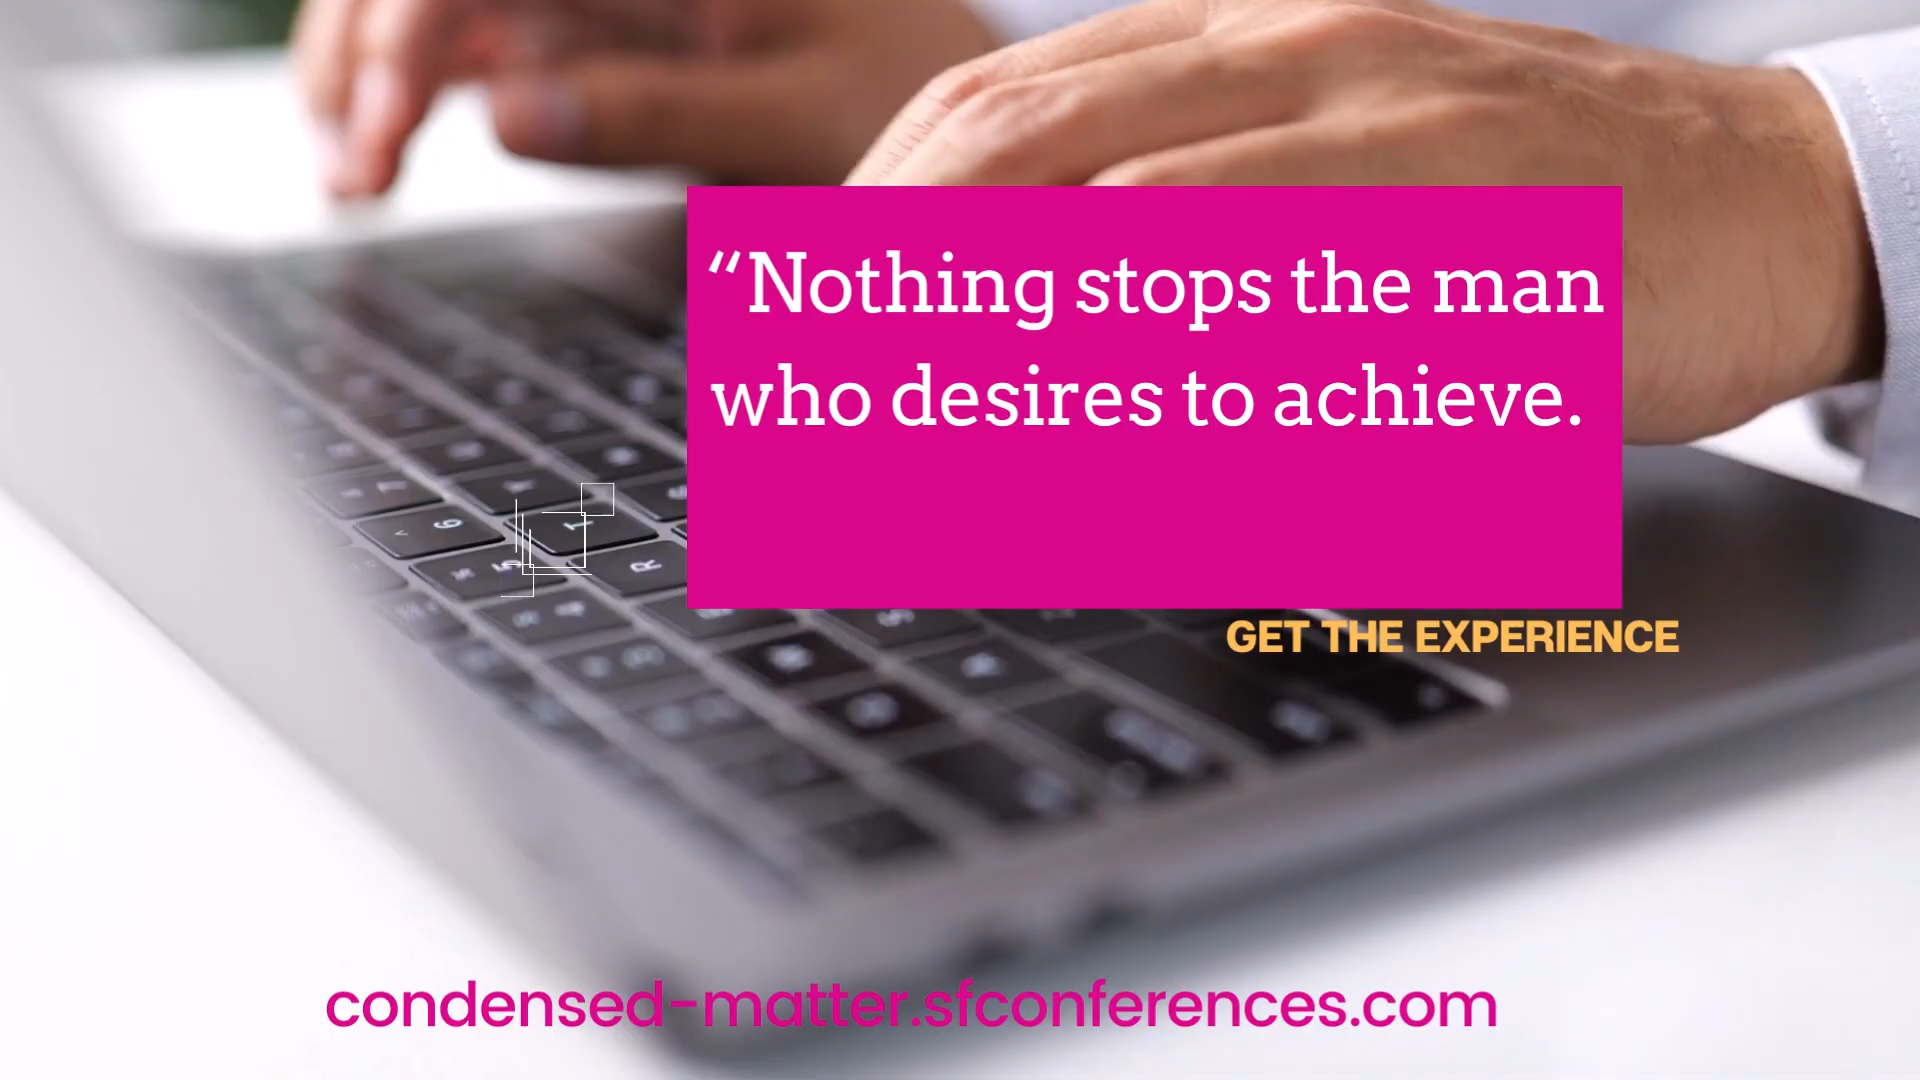 “Nothing stops the man
who desires to achieve.
GET THE EXPERIENCE
condensed-matter.sfconferences.com